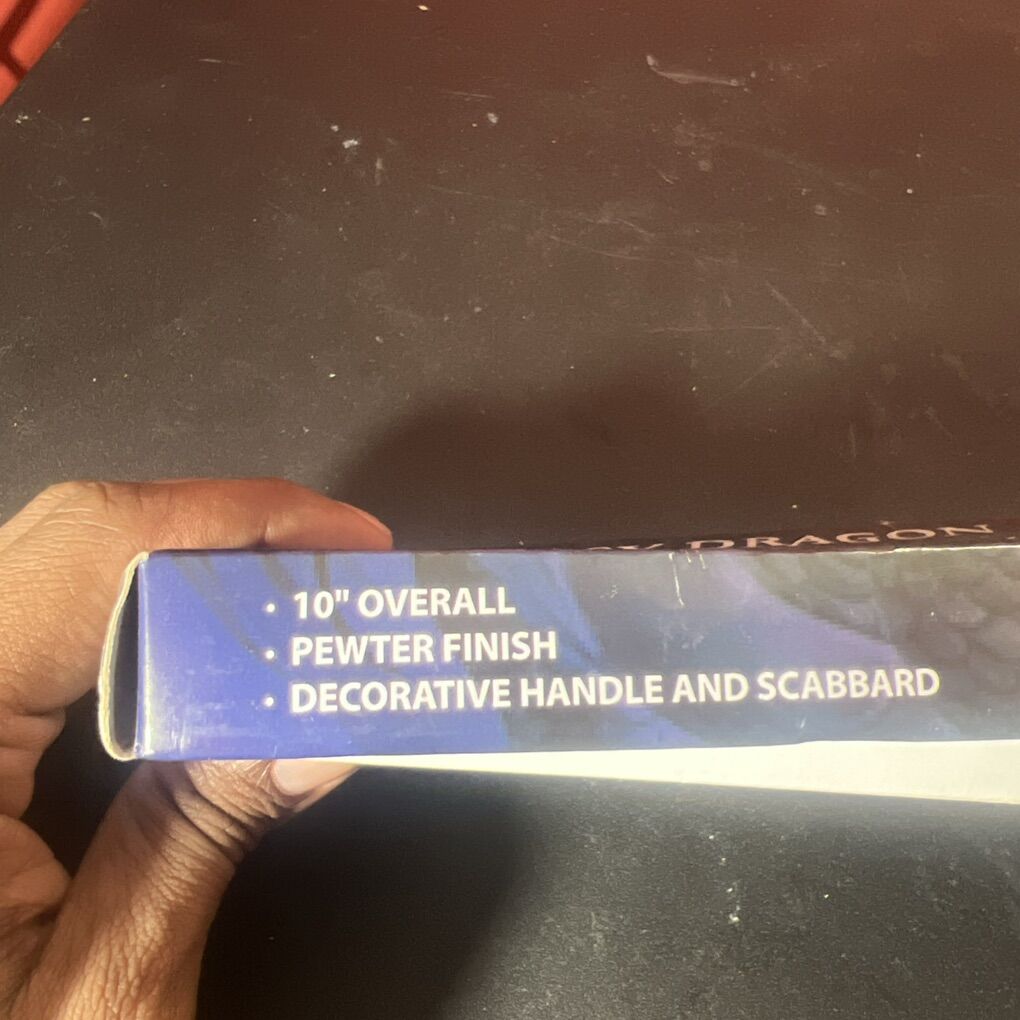 DRAGON
• 10" OVERALL
• PEWTER FINISH
• DECORATIVE HANDLE AND SCABBARD